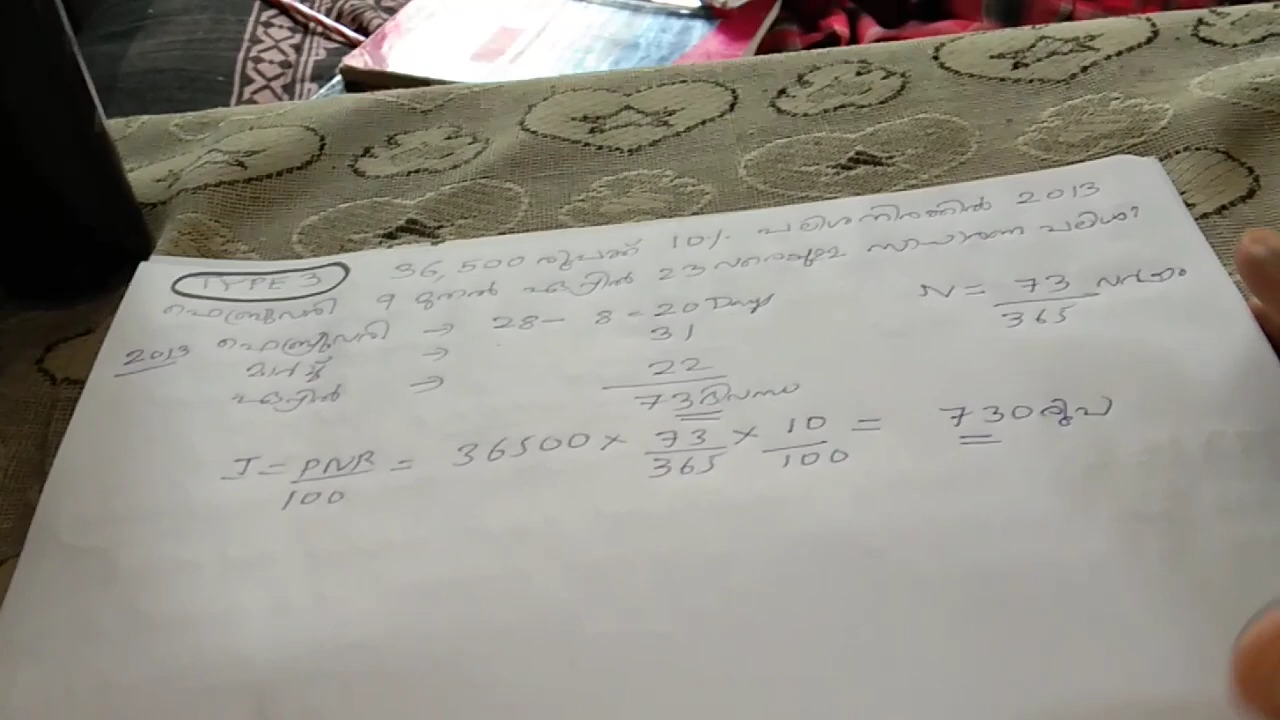 TYPE 3 36,500 രൂപക്ക് 10% പലിശനിരക്കിൽ 2013
ഫെബ്രുവരി 9 മുതൽ ഏപ്രിൽ 23 വരെയുള്ള സാധാരണ പലിശ?
2013 ഫെബ്രുവരി → 28 - 8 = 20 Days
മാർച്ച് → 31
ഏപ്രിൽ → 22
73 ദിവസം
N = 73/365 വർഷം
I = PNR/100 = 36500 × 73/365 × 10/100 = 730 രൂപ